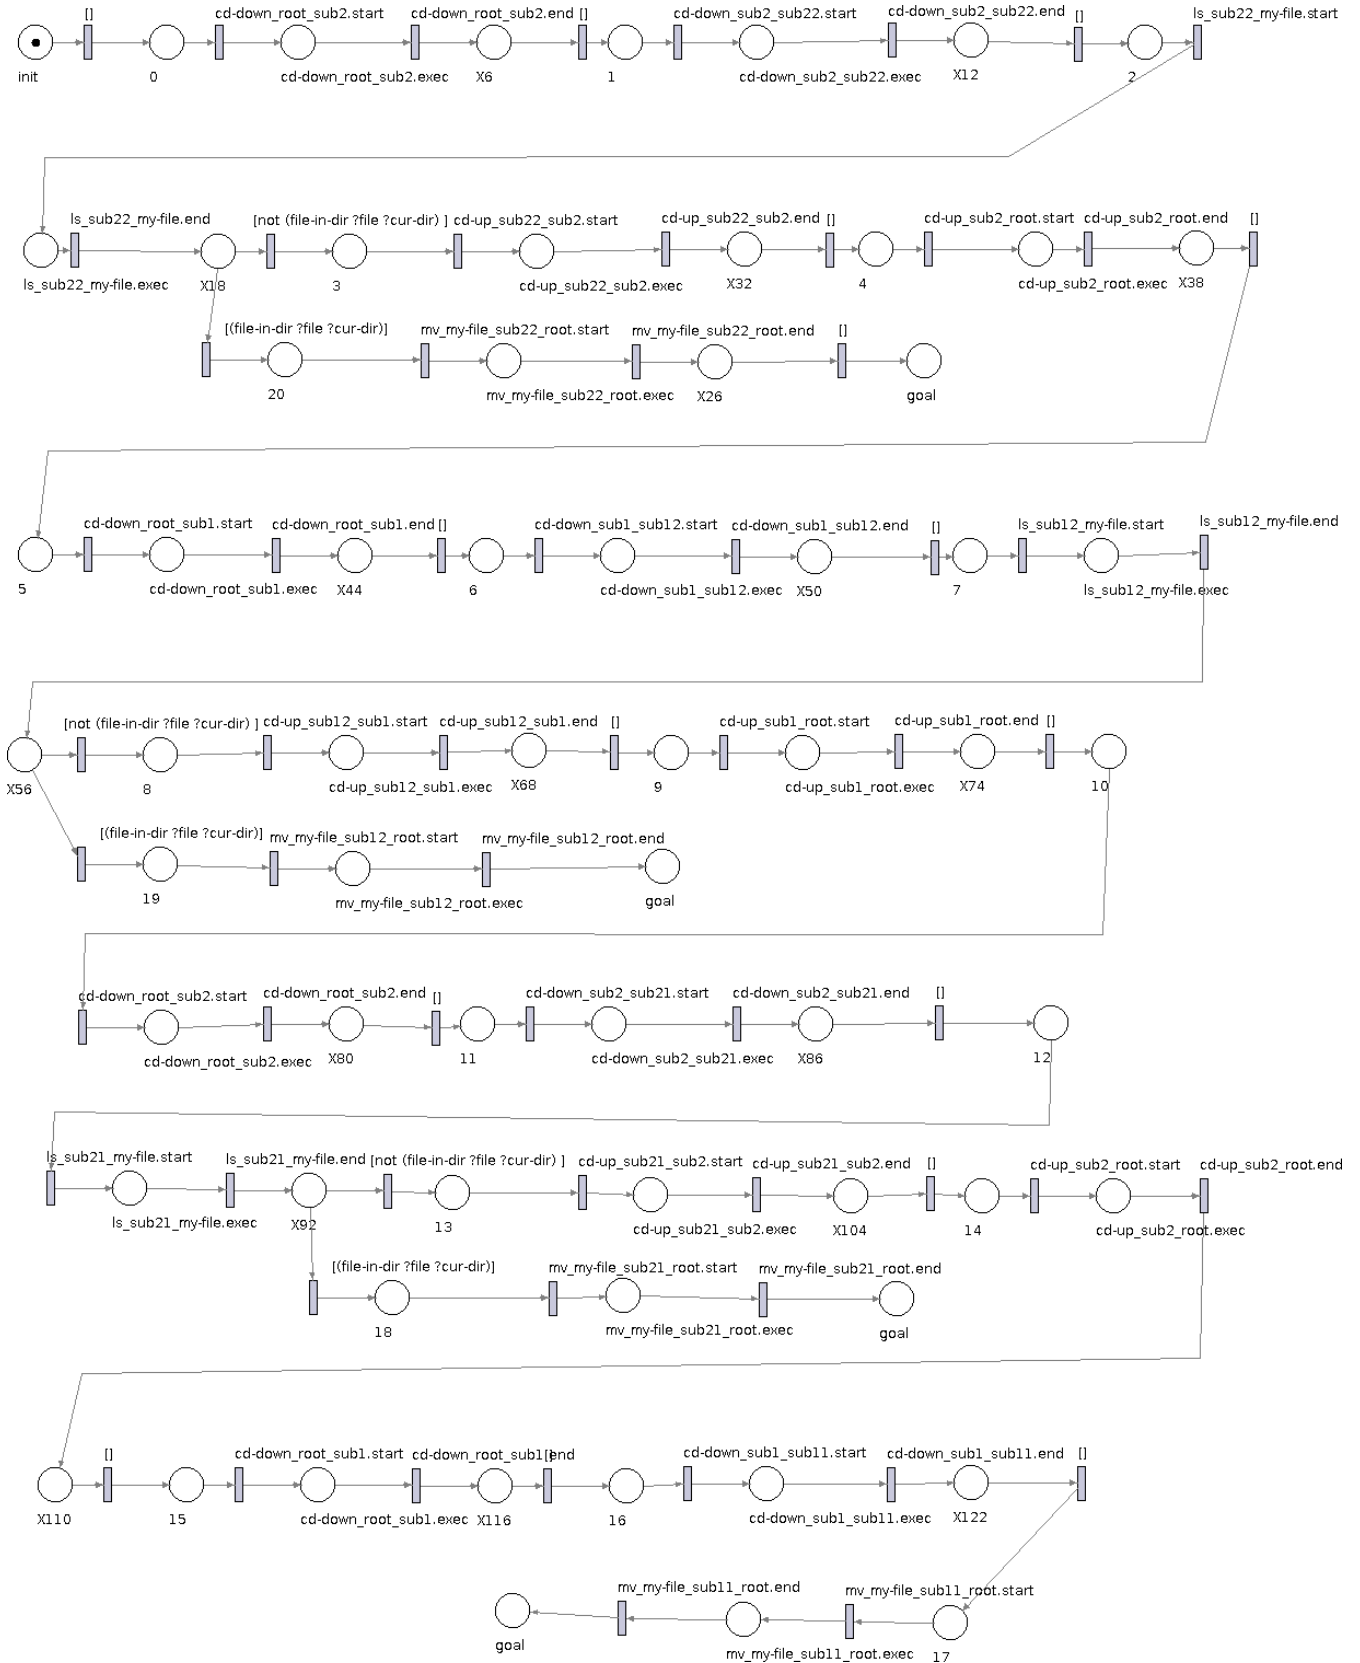 [] cd-down_root_sub2.start cd-down_root_sub2.end [] cd-down_sub2_sub22.start cd-down_sub2_sub22.end [] ls_sub22_my-file.start
init 0 cd-down_root_sub2.exec X6 1 cd-down_sub2_sub22.exec X12 2
ls_sub22_my-file.end [not (file-in-dir ?file ?cur-dir) ] cd-up_sub22_sub2.start cd-up_sub22_sub2.end [] cd-up_sub2_root.start cd-up_sub2_root.end []
ls_sub22_my-file.exec X18 3 cd-up_sub22_sub2.exec X32 4 cd-up_sub2_root.exec X38
[(file-in-dir ?file ?cur-dir)] mv_my-file_sub22_root.start mv_my-file_sub22_root.end []
20 mv_my-file_sub22_root.exec X26 goal
cd-down_root_sub1.start cd-down_root_sub1.end [] cd-down_sub1_sub12.start cd-down_sub1_sub12.end [] ls_sub12_my-file.start ls_sub12_my-file.end
5 cd-down_root_sub1.exec X44 6 cd-down_sub1_sub12.exec X50 7 ls_sub12_my-file.exec
[not (file-in-dir ?file ?cur-dir) ] cd-up_sub12_sub1.start cd-up_sub12_sub1.end [] cd-up_sub1_root.start cd-up_sub1_root.end []
X56 8 cd-up_sub12_sub1.exec X68 9 cd-up_sub1_root.exec X74 10
[(file-in-dir ?file ?cur-dir)] mv_my-file_sub12_root.start mv_my-file_sub12_root.end
19 mv_my-file_sub12_root.exec goal
cd-down_root_sub2.start cd-down_root_sub2.end [] cd-down_sub2_sub21.start cd-down_sub2_sub21.end []
cd-down_root_sub2.exec X80 11 cd-down_sub2_sub21.exec X86 12
ls_sub21_my-file.start ls_sub21_my-file.end [not (file-in-dir ?file ?cur-dir) ] cd-up_sub21_sub2.start cd-up_sub21_sub2.end [] cd-up_sub2_root.start cd-up_sub2_root.end
ls_sub21_my-file.exec X92 13 cd-up_sub21_sub2.exec X104 14 cd-up_sub2_root.exec
[(file-in-dir ?file ?cur-dir)] mv_my-file_sub21_root.start mv_my-file_sub21_root.end
18 mv_my-file_sub21_root.exec goal
[] cd-down_root_sub1.start cd-down_root_sub1.end [] cd-down_sub1_sub11.start cd-down_sub1_sub11.end []
X110 15 cd-down_root_sub1.exec X116 16 cd-down_sub1_sub11.exec X122
mv_my-file_sub11_root.end mv_my-file_sub11_root.start
goal mv_my-file_sub11_root.exec 17